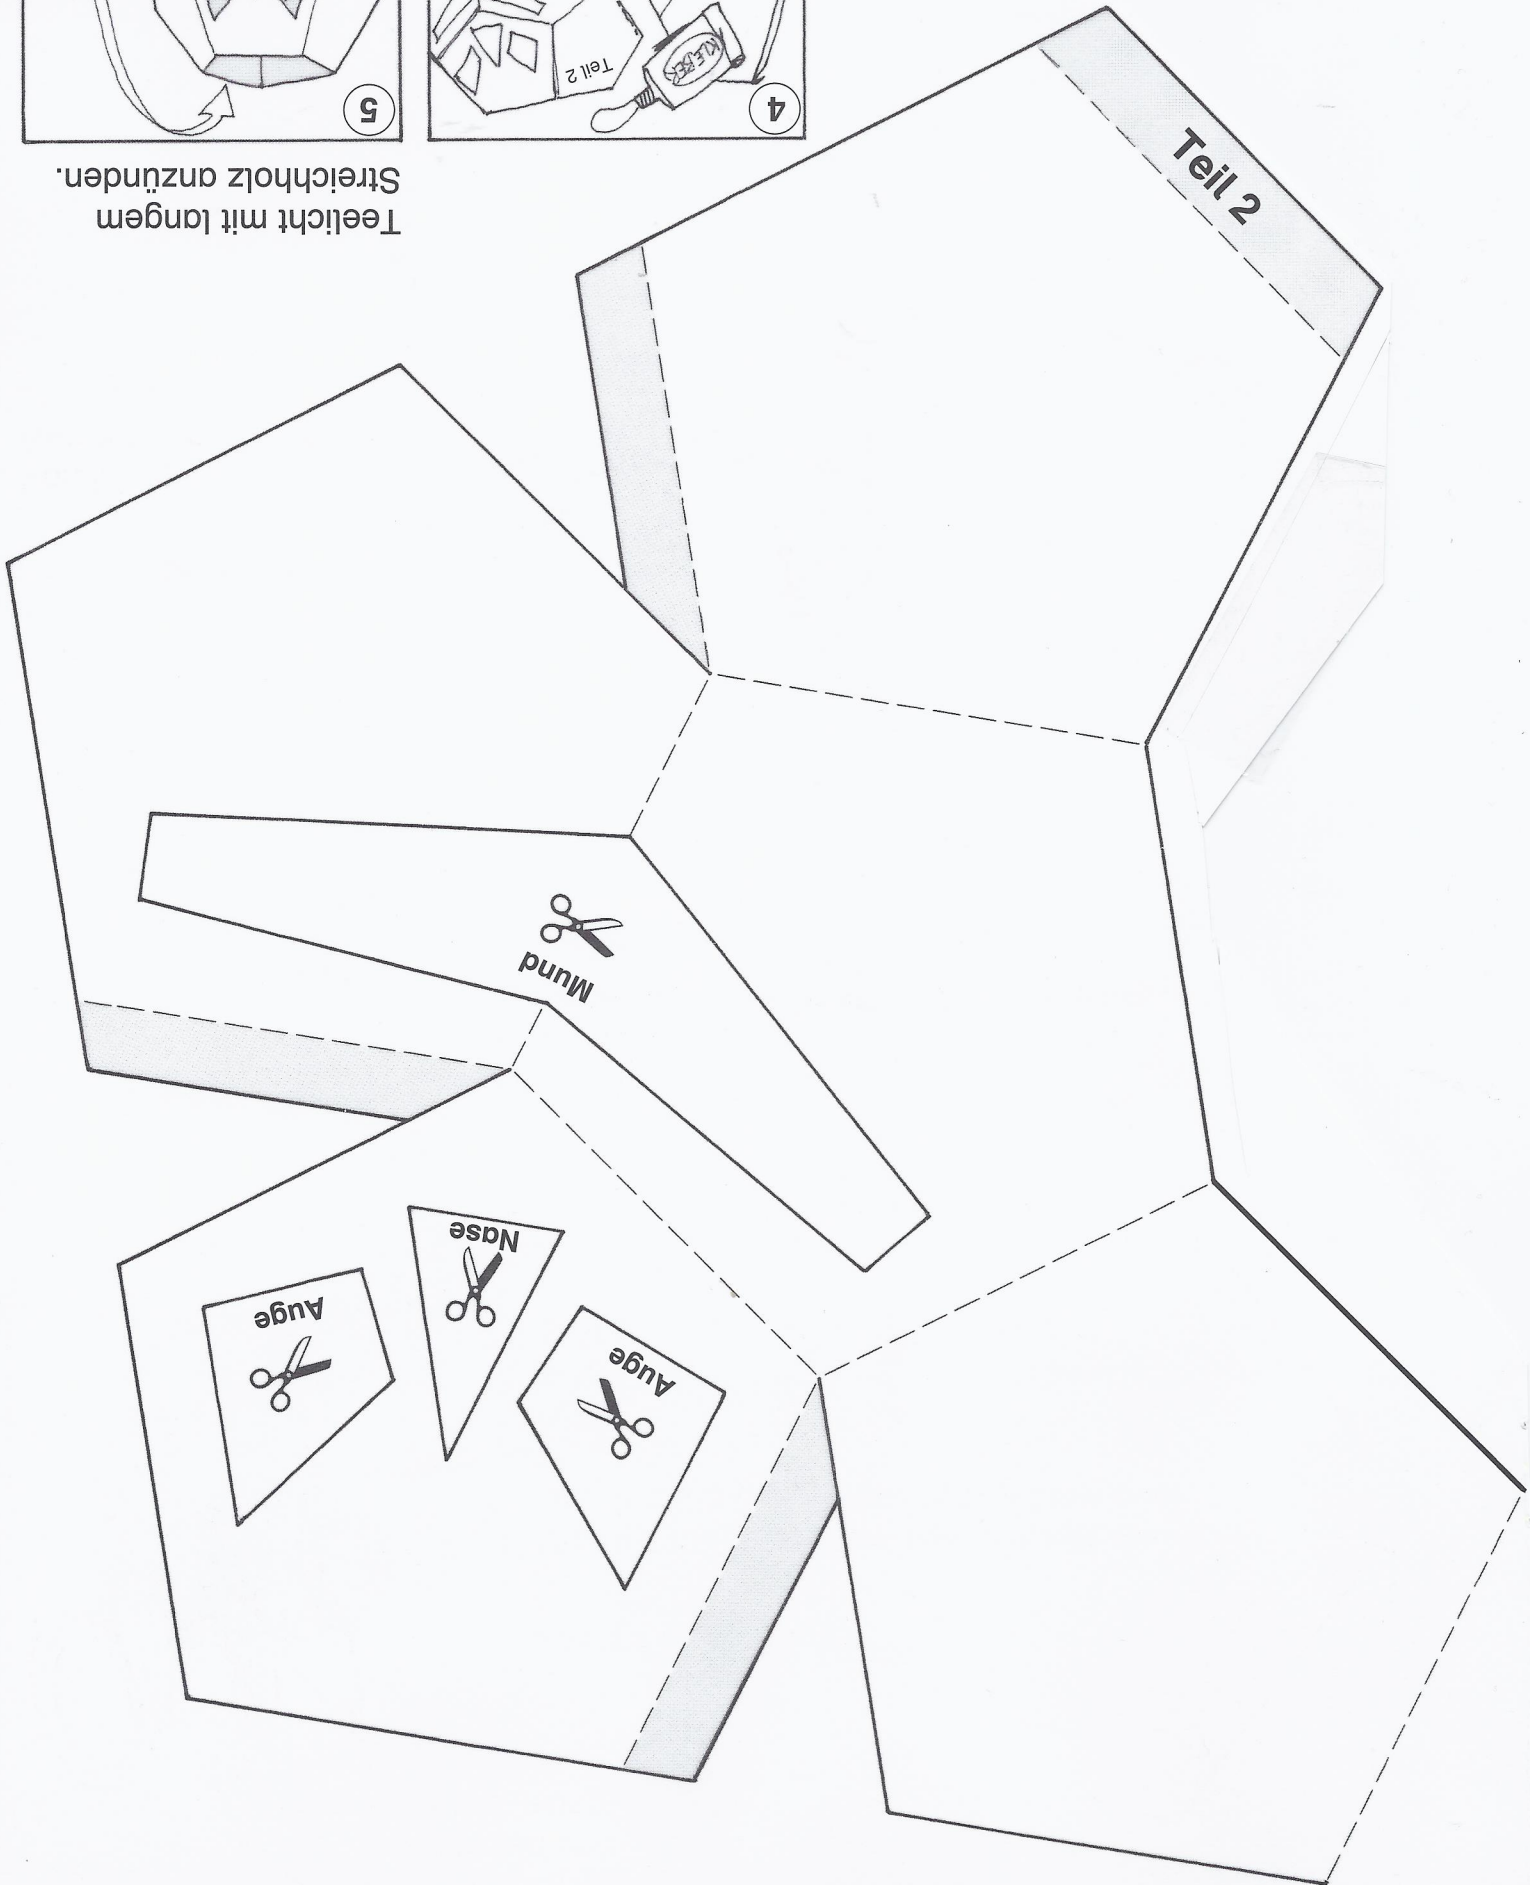 Teelicht mit langem
Streichholz anzünden.
4
KLEBER
Teil 2
5
Teil 2
Mund
Nase
Auge
Auge